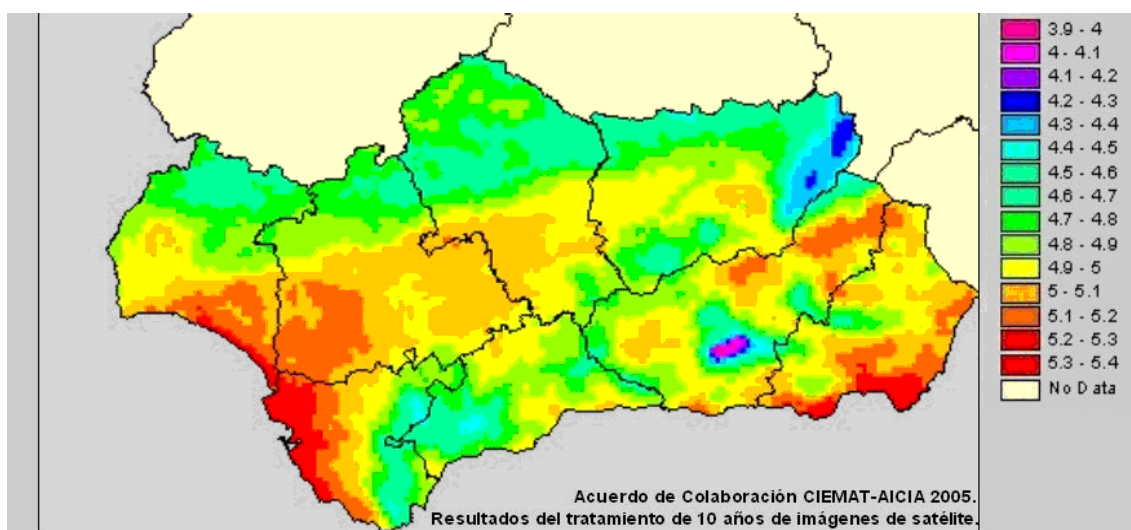 3.9 - 4
4 - 4.1
4.1 - 4.2
4.2 - 4.3
4.3 - 4.4
4.4 - 4.5
4.5 - 4.6
4.6 - 4.7
4.7 - 4.8
4.8 - 4.9
4.9 - 5
5 - 5.1
5.1 - 5.2
5.2 - 5.3
5.3 - 5.4
No Data
Acuerdo de Colaboración CIEMAT-AICIA 2005.
Resultados del tratamiento de 10 años de imágenes de satélite.